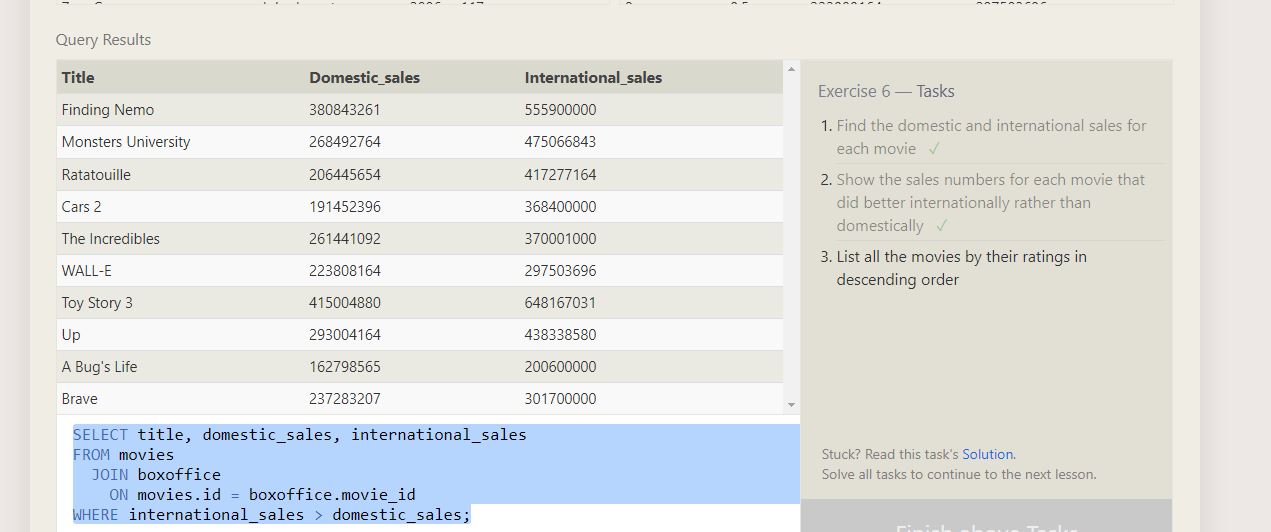 Query Results
Title Domestic_sales International_sales
Finding Nemo 380843261 555900000
Monsters University 268492764 475066843
Ratatouille 206445654 417277164
Cars 2 191452396 368400000
The Incredibles 261441092 370001000
WALL-E 223808164 297503696
Toy Story 3 415004880 648167031
Up 293004164 438338580
A Bug's Life 162798565 200600000
Brave 237283207 301700000
SELECT title, domestic_sales, international_sales
FROM movies
JOIN boxoffice
ON movies.id = boxoffice.movie_id
WHERE international_sales > domestic_sales;
Exercise 6 — Tasks
1. Find the domestic and international sales for
each movie ✓
2. Show the sales numbers for each movie that
did better internationally rather than
domestically ✓
3. List all the movies by their ratings in
descending order
Stuck? Read this task's Solution.
Solve all tasks to continue to the next lesson.
Finish above Tasks